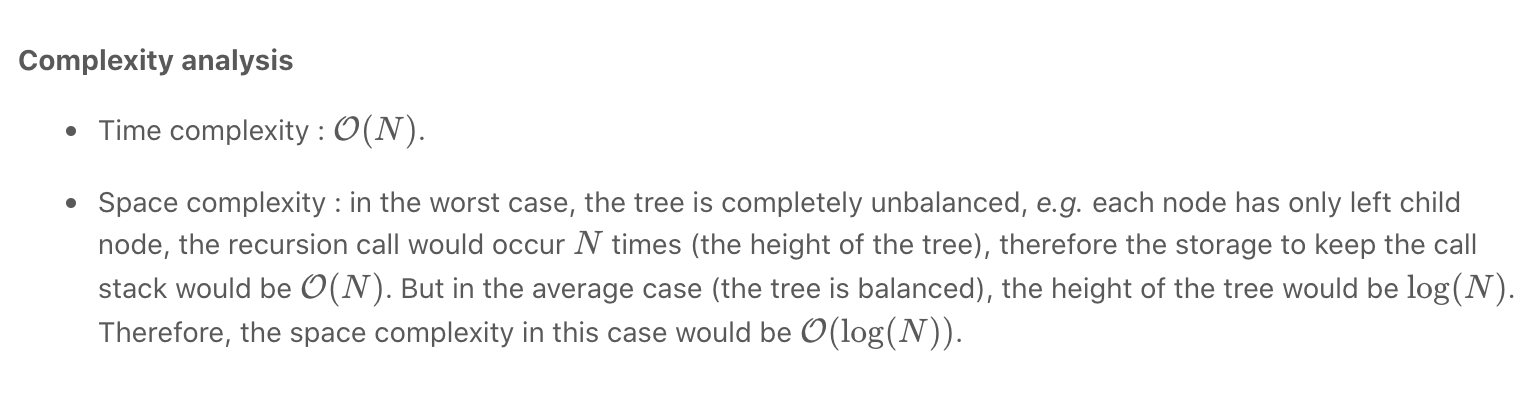 Complexity analysis
• Time complexity : O(N).
• Space complexity : in the worst case, the tree is completely unbalanced, e.g. each node has only left child
node, the recursion call would occur N times (the height of the tree), therefore the storage to keep the call
stack would be O(N). But in the average case (the tree is balanced), the height of the tree would be log(N).
Therefore, the space complexity in this case would be O(log(N)).